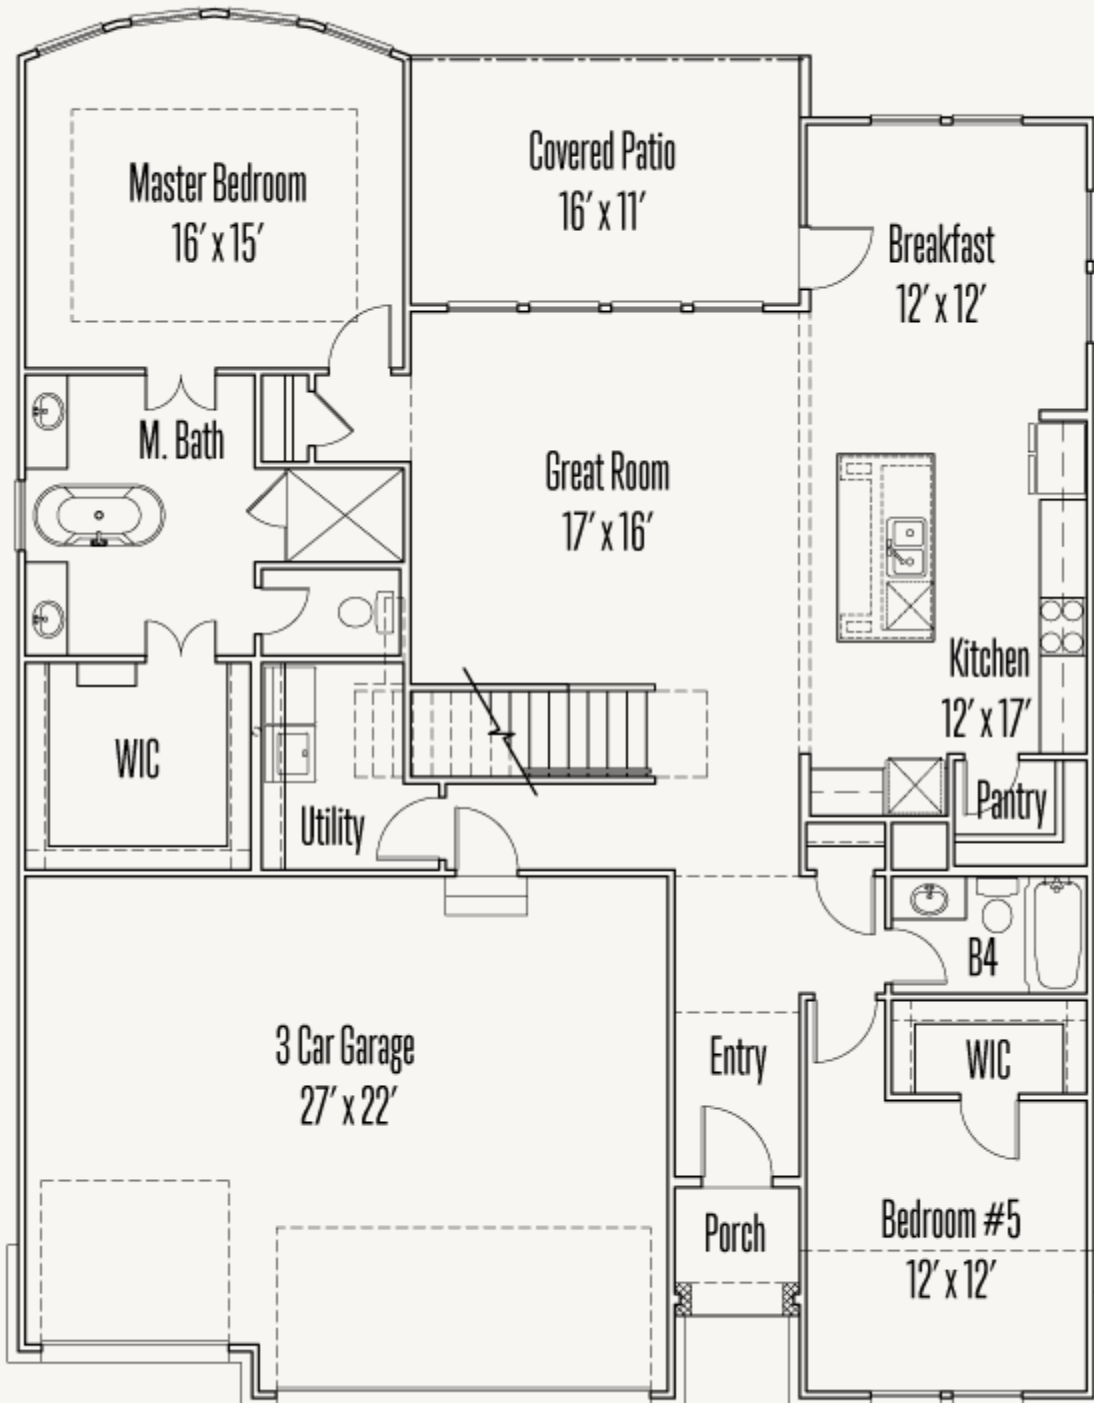 Master Bedroom
16' x 15'
Covered Patio
16' x 11'
Breakfast
12' x 12'
M. Bath
Great Room
17' x 16'
Kitchen
12' x 17'
WIC
Utility
Pantry
B4
3 Car Garage
27' x 22'
Entry
WIC
Porch
Bedroom #5
12' x 12'